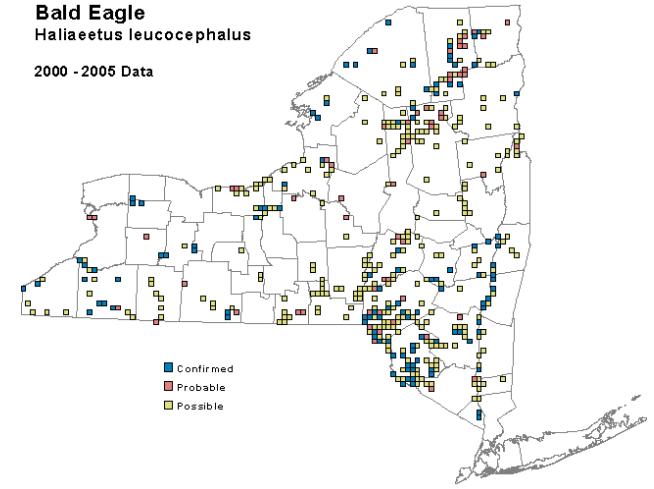 Bald Eagle
Haliaeetus leucocephalus
2000 - 2005 Data
Confirmed
Probable
Possible